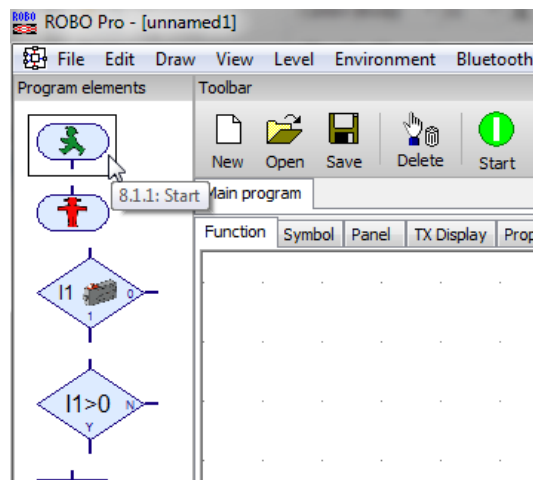 ROBO
ROBO Pro - [unnamed1]
File Edit Draw View Level Environment Bluetooth
Program elements
Toolbar
New Open Save Delete Start
8.1.1: Start
Main program
Function Symbol Panel TX Display Prop
I1 0
1
I1>0 N
Y